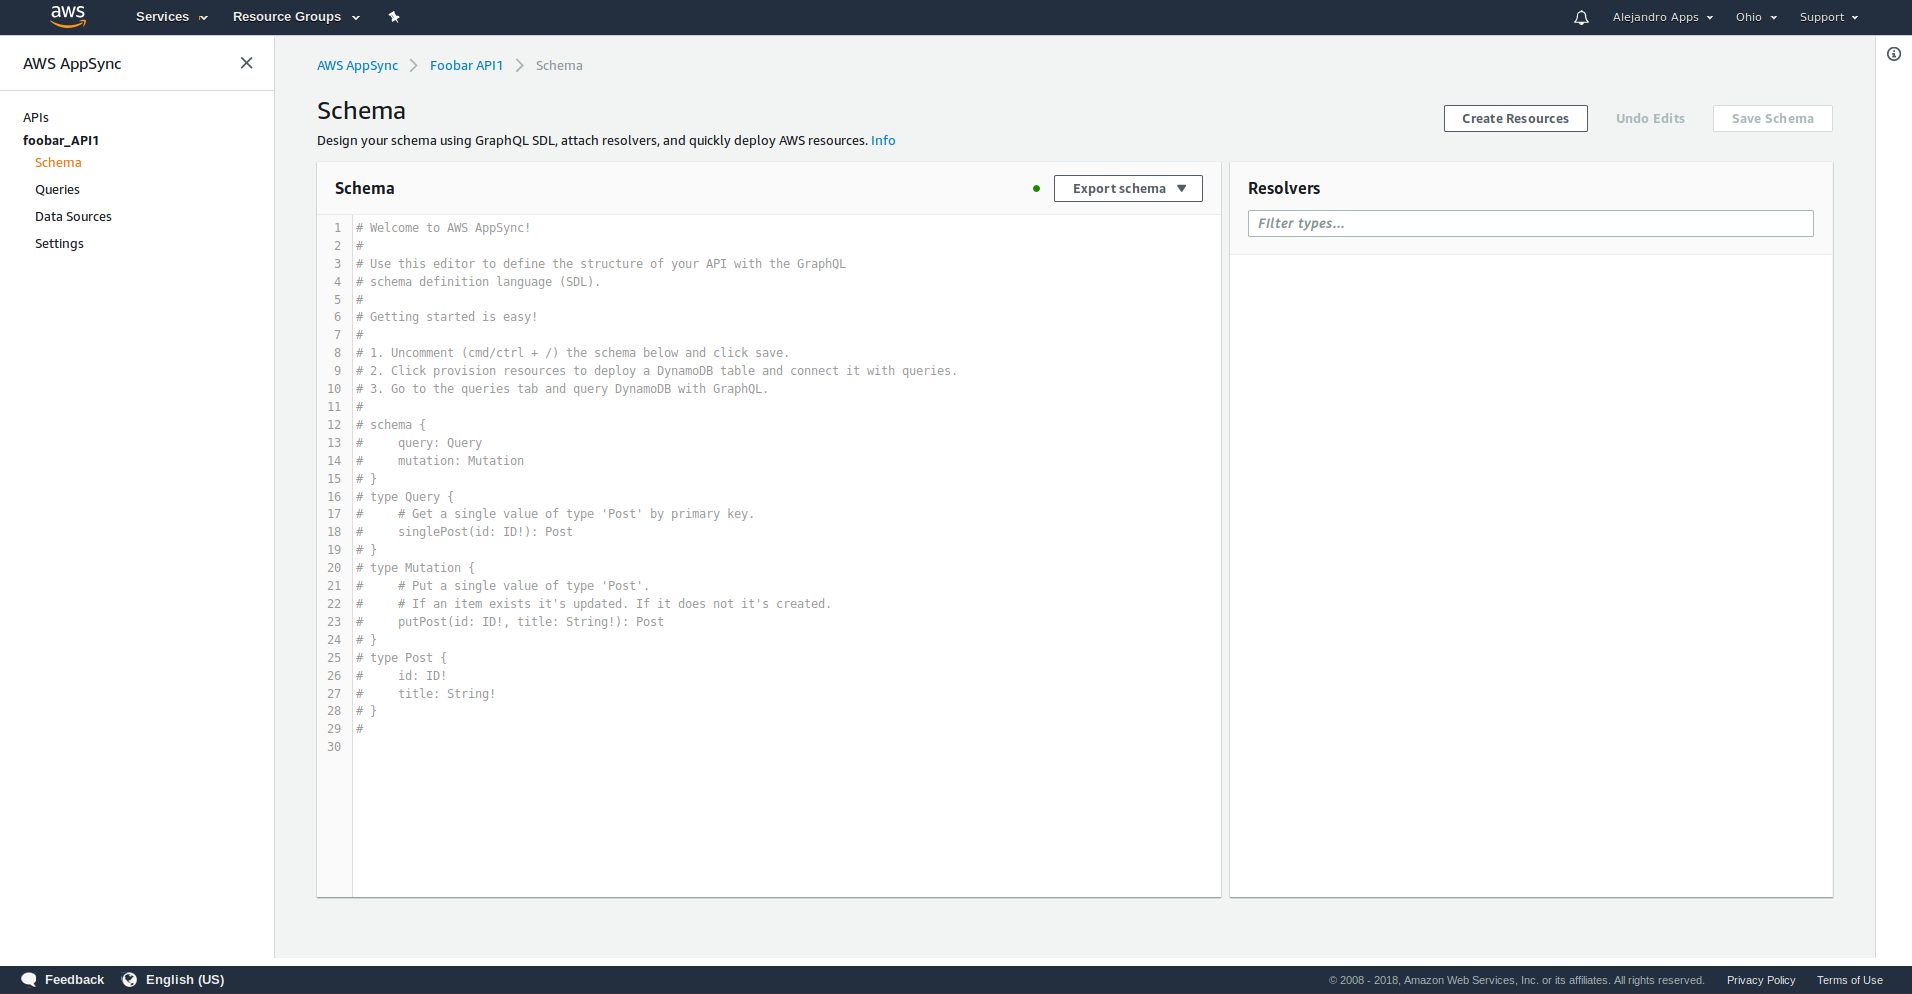 aws Services Resource Groups Alejandro Apps Ohio Support
AWS AppSync
APIs
foobar_API1
Schema
Queries
Data Sources
Settings
AWS AppSync Foobar API1 Schema
Schema
Create Resources Undo Edits Save Schema
Design your schema using GraphQL SDL, attach resolvers, and quickly deploy AWS resources. Info
Schema Export schema
1 # Welcome to AWS AppSync!
2 #
3 # Use this editor to define the structure of your API with the GraphQL
4 # schema definition language (SDL).
5 #
6 # Getting started is easy!
7 #
8 # 1. Uncomment (cmd/ctrl + /) the schema below and click save.
9 # 2. Click provision resources to deploy a DynamoDB table and connect it with queries.
10 # 3. Go to the queries tab and query DynamoDB with GraphQL.
11 #
12 # schema {
13 #     query: Query
14 #     mutation: Mutation
15 # }
16 # type Query {
17 #     # Get a single value of type 'Post' by primary key.
18 #     singlePost(id: ID!): Post
19 # }
20 # type Mutation {
21 #     # Put a single value of type 'Post'.
22 #     # If an item exists it's updated. If it does not it's created.
23 #     putPost(id: ID!, title: String!): Post
24 # }
25 # type Post {
26 #     id: ID!
27 #     title: String!
28 # }
29 #
30
Resolvers
FIlter types...
Feedback English (US) © 2008 - 2018, Amazon Web Services, Inc. or its affiliates. All rights reserved. Privacy Policy Terms of Use